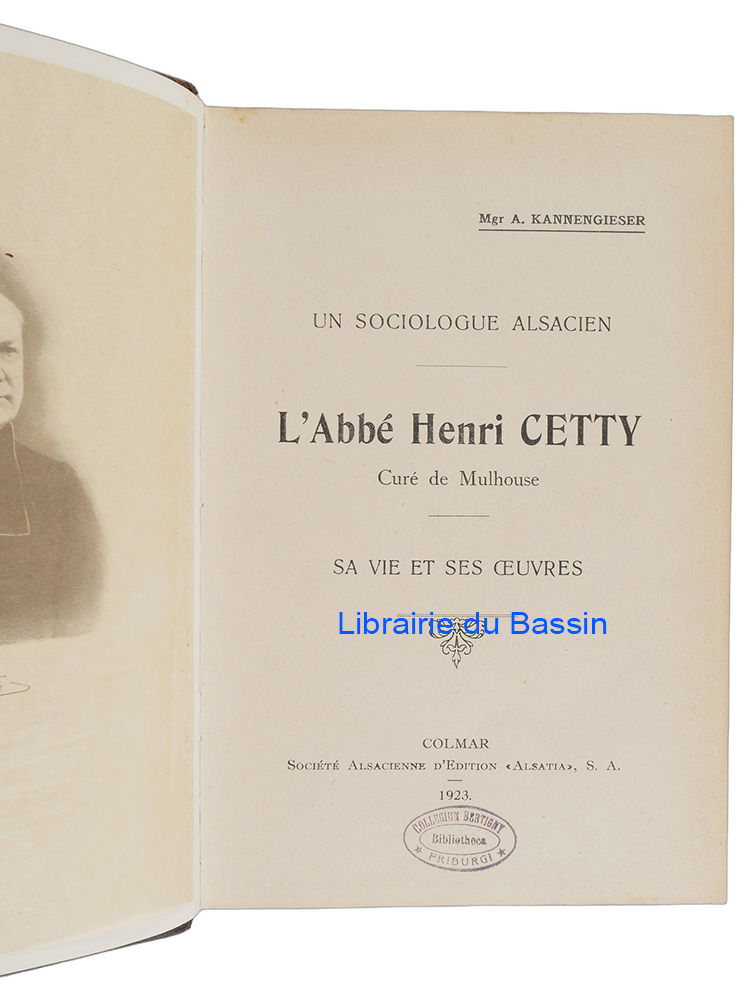 Mgr A. KANNENGIESER
UN SOCIOLOGUE ALSACIEN
L'Abbé Henri CETTY
Curé de Mulhouse
SA VIE ET SES ŒUVRES
Librairie du Bassin
COLMAR
SOCIÉTÉ ALSACIENNE D'EDITION «ALSATIA», S. A.
1923.
COLLEGIUM BERTIGNY
Bibliotheca
★ FRIBURGI ★